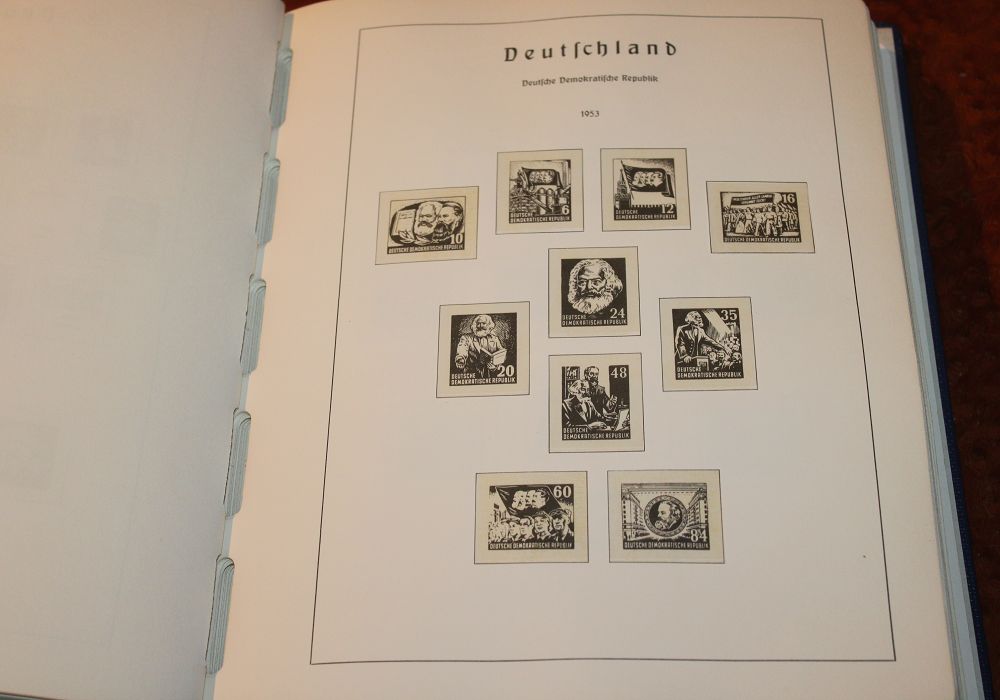 Deutſchland
Deutſche Demokratiſche Republik
1953
6
DEUTSCHE
DEMOKRATISCHE REPUBLIK
12
DEUTSCHE
DEMOKRATISCHE REPUBLIK
10
DEUTSCHE DEMOKRATISCHE REPUBLIK
16
DEUTSCHE DEMOKRATISCHE REPUBLIK
24
DEUTSCHE
DEMOKRATISCHE REPUBLIK
20
DEUTSCHE
DEMOKRATISCHE REPUBLIK
35
DEUTSCHE
DEMOKRATISCHE REPUBLIK
48
DEUTSCHE
DEMOKRATISCHE REPUBLIK
60
DEUTSCHE DEMOKRATISCHE REPUBLIK
84
DEUTSCHE DEMOKRATISCHE REPUBLIK